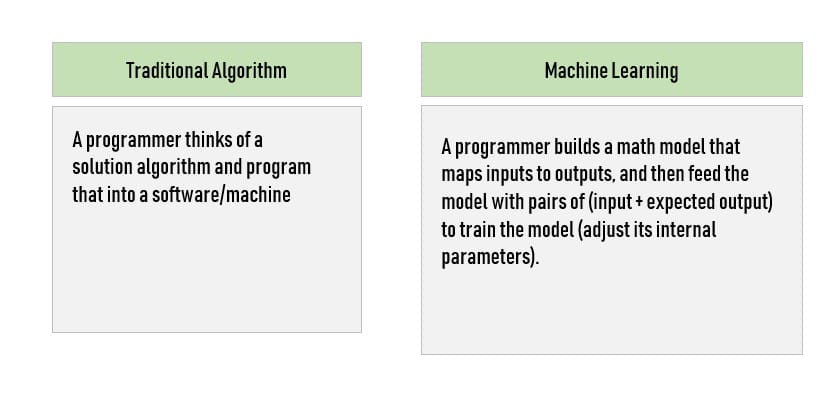 Traditional Algorithm
A programmer thinks of a
solution algorithm and program
that into a software/machine
Machine Learning
A programmer builds a math model that
maps inputs to outputs, and then feed the
model with pairs of (input + expected output)
to train the model (adjust its internal
parameters).